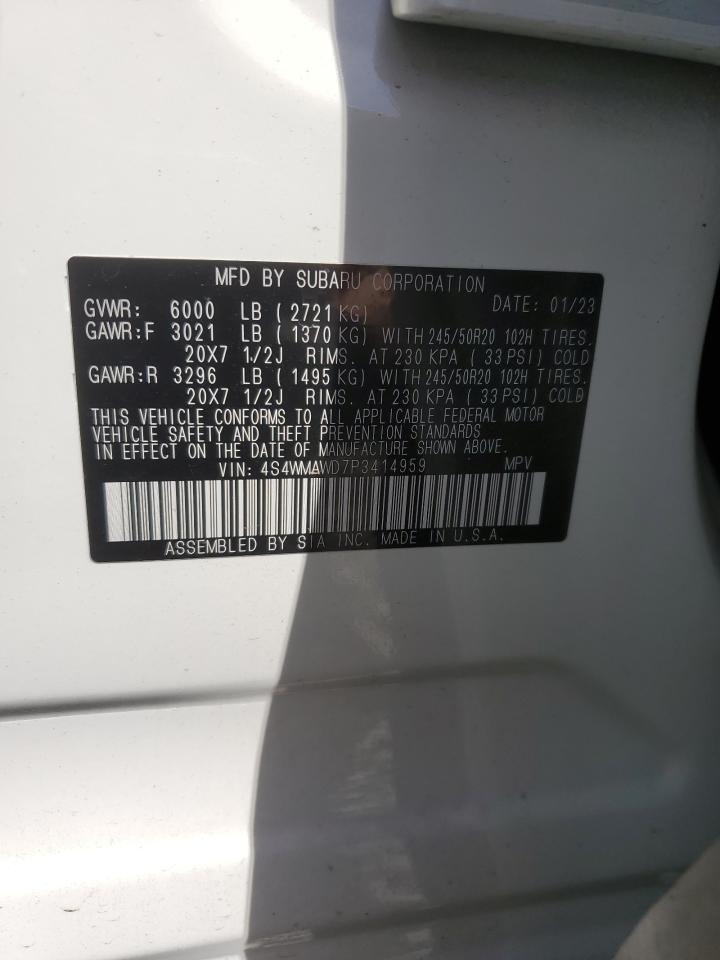 MFD BY SUBARU CORPORATION
GVWR: 6000 LB ( 2721 KG) DATE: 01/23
GAWR:F 3021 LB ( 1370 KG) WITH 245/50R20 102H TIRES.
20X7 1/2J RIMS. AT 230 KPA ( 33 PSI) COLD
GAWR:R 3296 LB ( 1495 KG) WITH 245/50R20 102H TIRES.
20X7 1/2J RIMS. AT 230 KPA ( 33 PSI) COLD
THIS VEHICLE CONFORMS TO ALL APPLICABLE FEDERAL MOTOR
VEHICLE SAFETY AND THEFT PREVENTION STANDARDS
IN EFFECT ON THE DATE OF MANUFACTURE SHOWN ABOVE.
VIN: 4S4WMAWD7P3414959 MPV
ASSEMBLED BY SIA INC. MADE IN U.S.A.